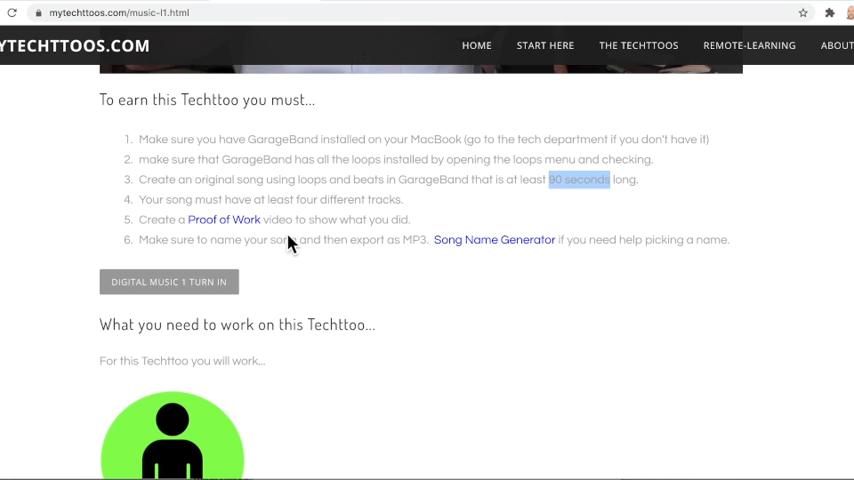 mytechttoos.com/music-l1.html
YTECHTTOOS.COM
HOME START HERE THE TECHTTOOS REMOTE-LEARNING ABOUT
To earn this Techttoo you must...
1. Make sure you have GarageBand installed on your MacBook (go to the tech department if you don't have it)
2. make sure that GarageBand has all the loops installed by opening the loops menu and checking.
3. Create an original song using loops and beats in GarageBand that is at least 90 seconds long.
4. Your song must have at least four different tracks.
5. Create a Proof of Work video to show what you did.
6. Make sure to name your song and then export as MP3. Song Name Generator if you need help picking a name.
DIGITAL MUSIC 1 TURN IN
What you need to work on this Techttoo...
For this Techttoo you will work...